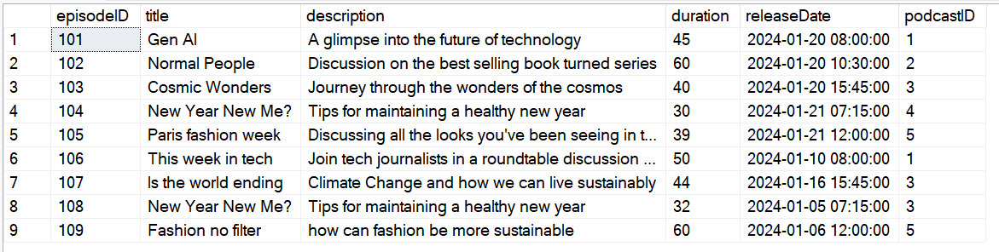 episodeID title description duration releaseDate podcastID
1 101 Gen AI A glimpse into the future of technology 45 2024-01-20 08:00:00 1
2 102 Normal People Discussion on the best selling book turned series 60 2024-01-20 10:30:00 2
3 103 Cosmic Wonders Journey through the wonders of the cosmos 40 2024-01-20 15:45:00 3
4 104 New Year New Me? Tips for maintaining a healthy new year 30 2024-01-21 07:15:00 4
5 105 Paris fashion week Discussing all the looks you've been seeing in t... 39 2024-01-21 12:00:00 5
6 106 This week in tech Join tech journalists in a roundtable discussion ... 50 2024-01-10 08:00:00 1
7 107 Is the world ending Climate Change and how we can live sustainably 44 2024-01-16 15:45:00 3
8 108 New Year New Me? Tips for maintaining a healthy new year 32 2024-01-05 07:15:00 3
9 109 Fashion no filter how can fashion be more sustainable 60 2024-01-06 12:00:00 5